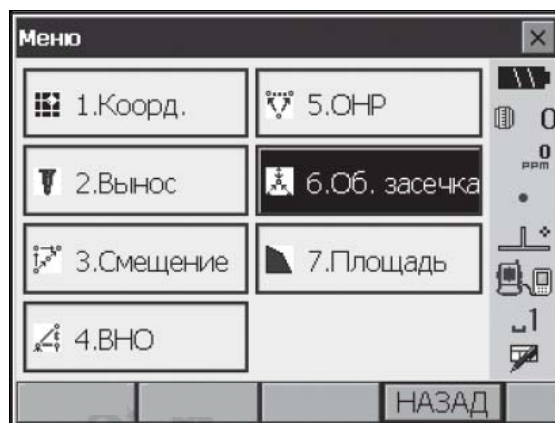 Меню
1.Коорд.
5.ОНР
2.Вынос
6.Об. засечка
3.Смещение
7.Площадь
4.ВНО
0
0
ppm
1
НАЗАД